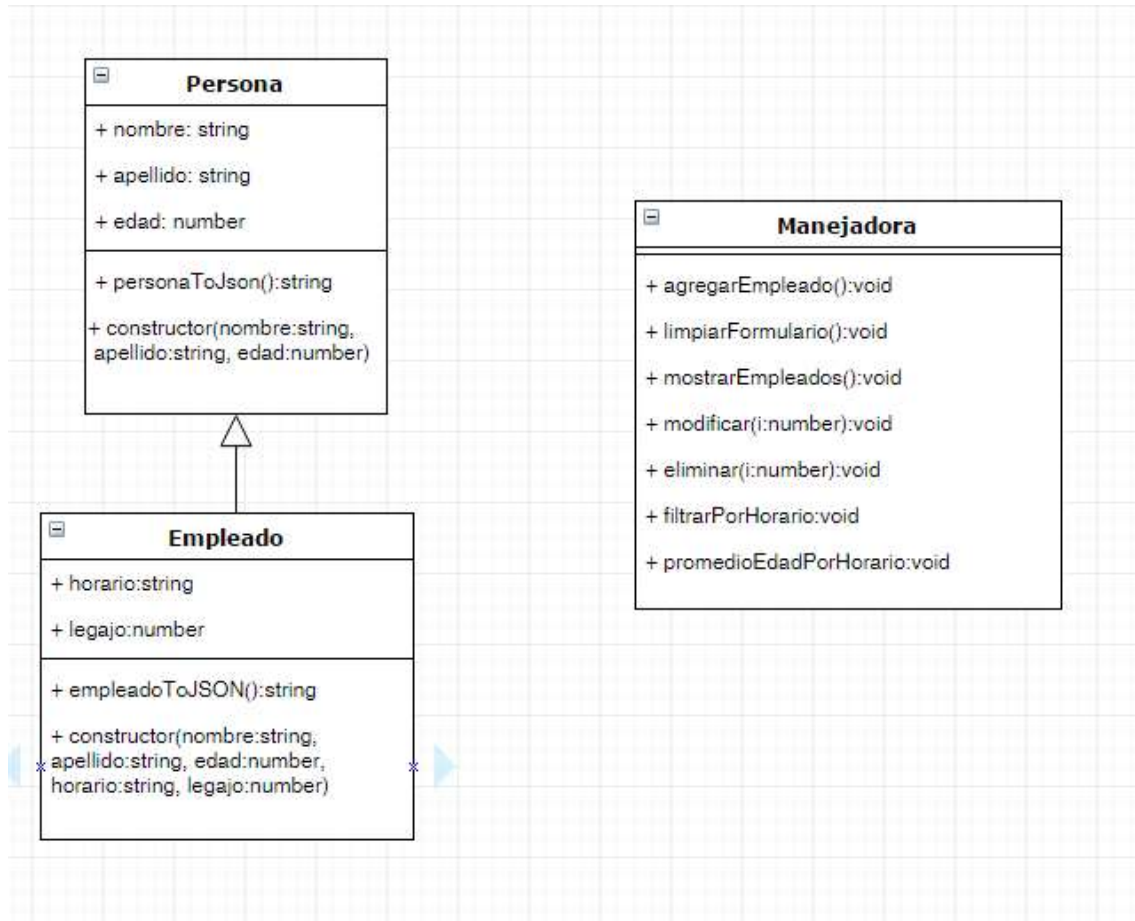 Persona
+ nombre: string
+ apellido: string
+ edad: number
+ personaToJson():string
+ constructor(nombre:string,
apellido:string, edad:number)
Empleado
+ horario:string
+ legajo:number
+ empleadoToJSON():string
+ constructor(nombre:string,
apellido:string, edad:number,
horario:string, legajo:number)
Manejadora
+ agregarEmpleado():void
+ limpiarFormulario():void
+ mostrarEmpleados():void
+ modificar(i:number):void
+ eliminar(i:number):void
+ filtrarPorHorario:void
+ promedioEdadPorHorario:void